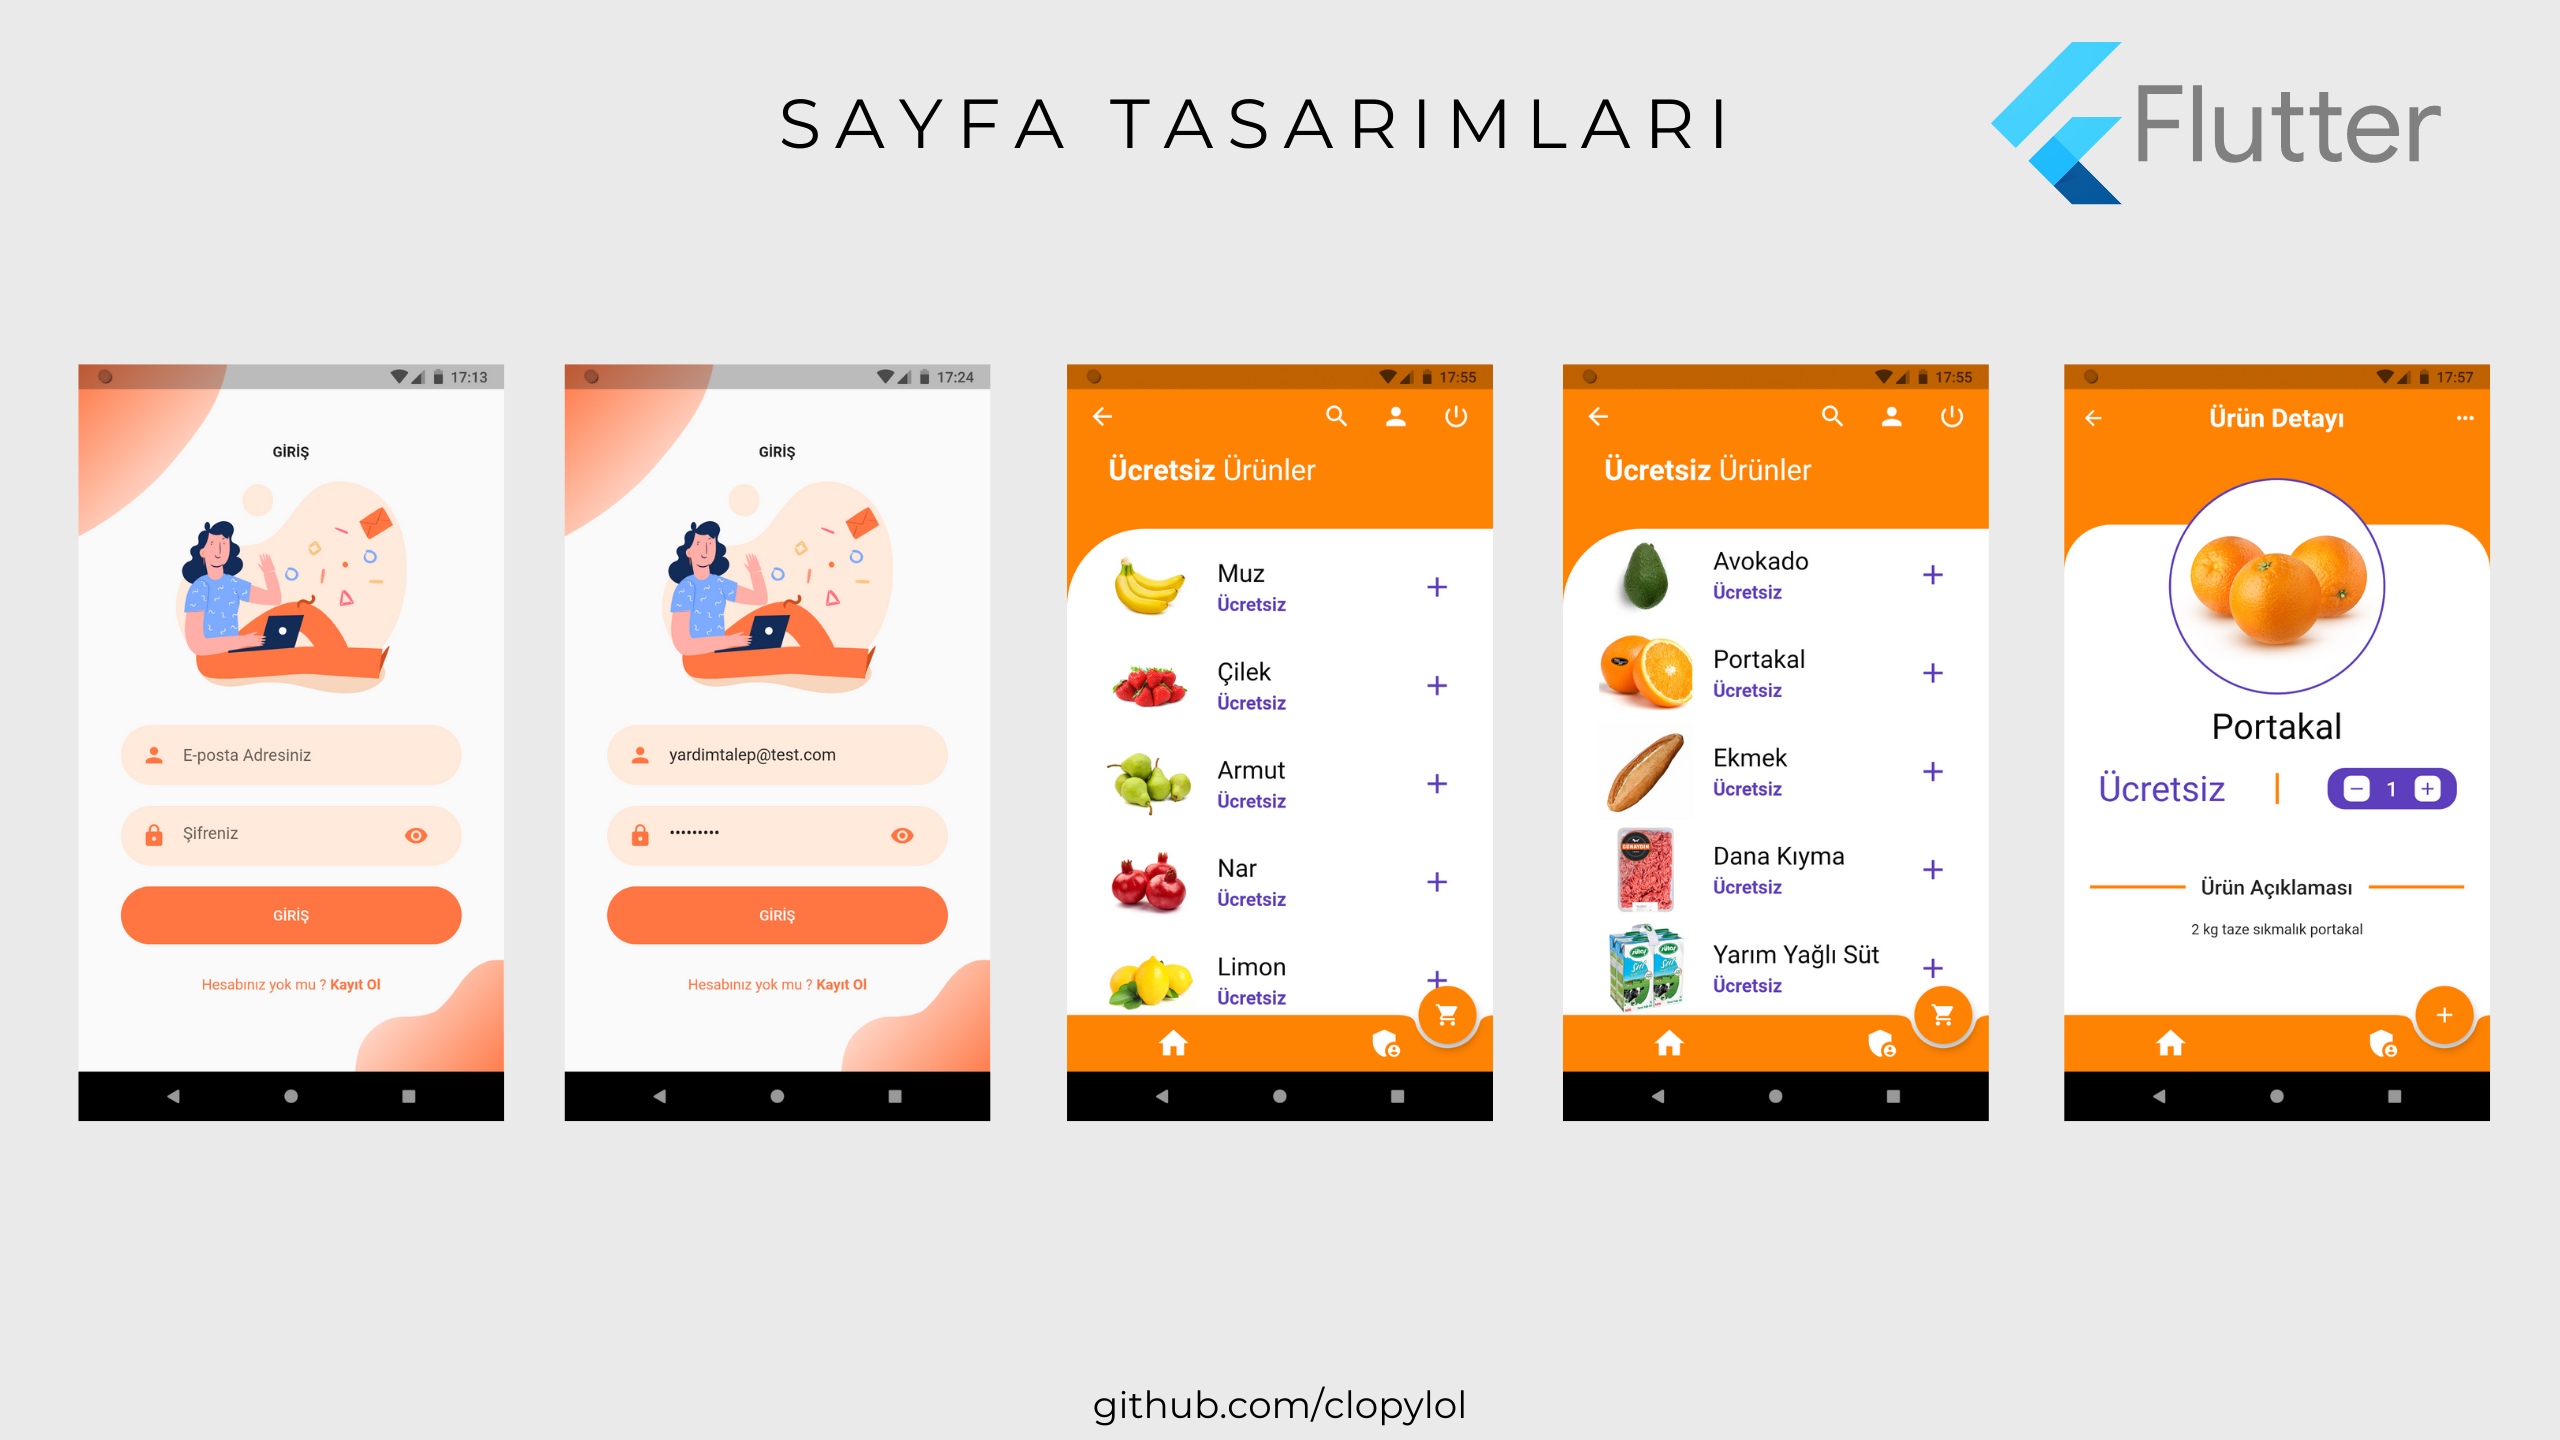 SAYFA TASARIMLARI
Flutter
17:13
GİRİŞ
E-posta Adresiniz
Şifreniz
GİRİŞ
Hesabınız yok mu ? Kayıt Ol
17:24
GİRİŞ
yardimtalep@test.com
•••••••••
GİRİŞ
Hesabınız yok mu ? Kayıt Ol
17:55
Ücretsiz Ürünler
Muz
Ücretsiz
Çilek
Ücretsiz
Armut
Ücretsiz
Nar
Ücretsiz
Limon
Ücretsiz
17:55
Ücretsiz Ürünler
Avokado
Ücretsiz
Portakal
Ücretsiz
Ekmek
Ücretsiz
Dana Kıyma
Ücretsiz
Yarım Yağlı Süt
Ücretsiz
17:57
Ürün Detayı
Portakal
Ücretsiz
1
Ürün Açıklaması
2 kg taze sıkmalık portakal
github.com/clopylol